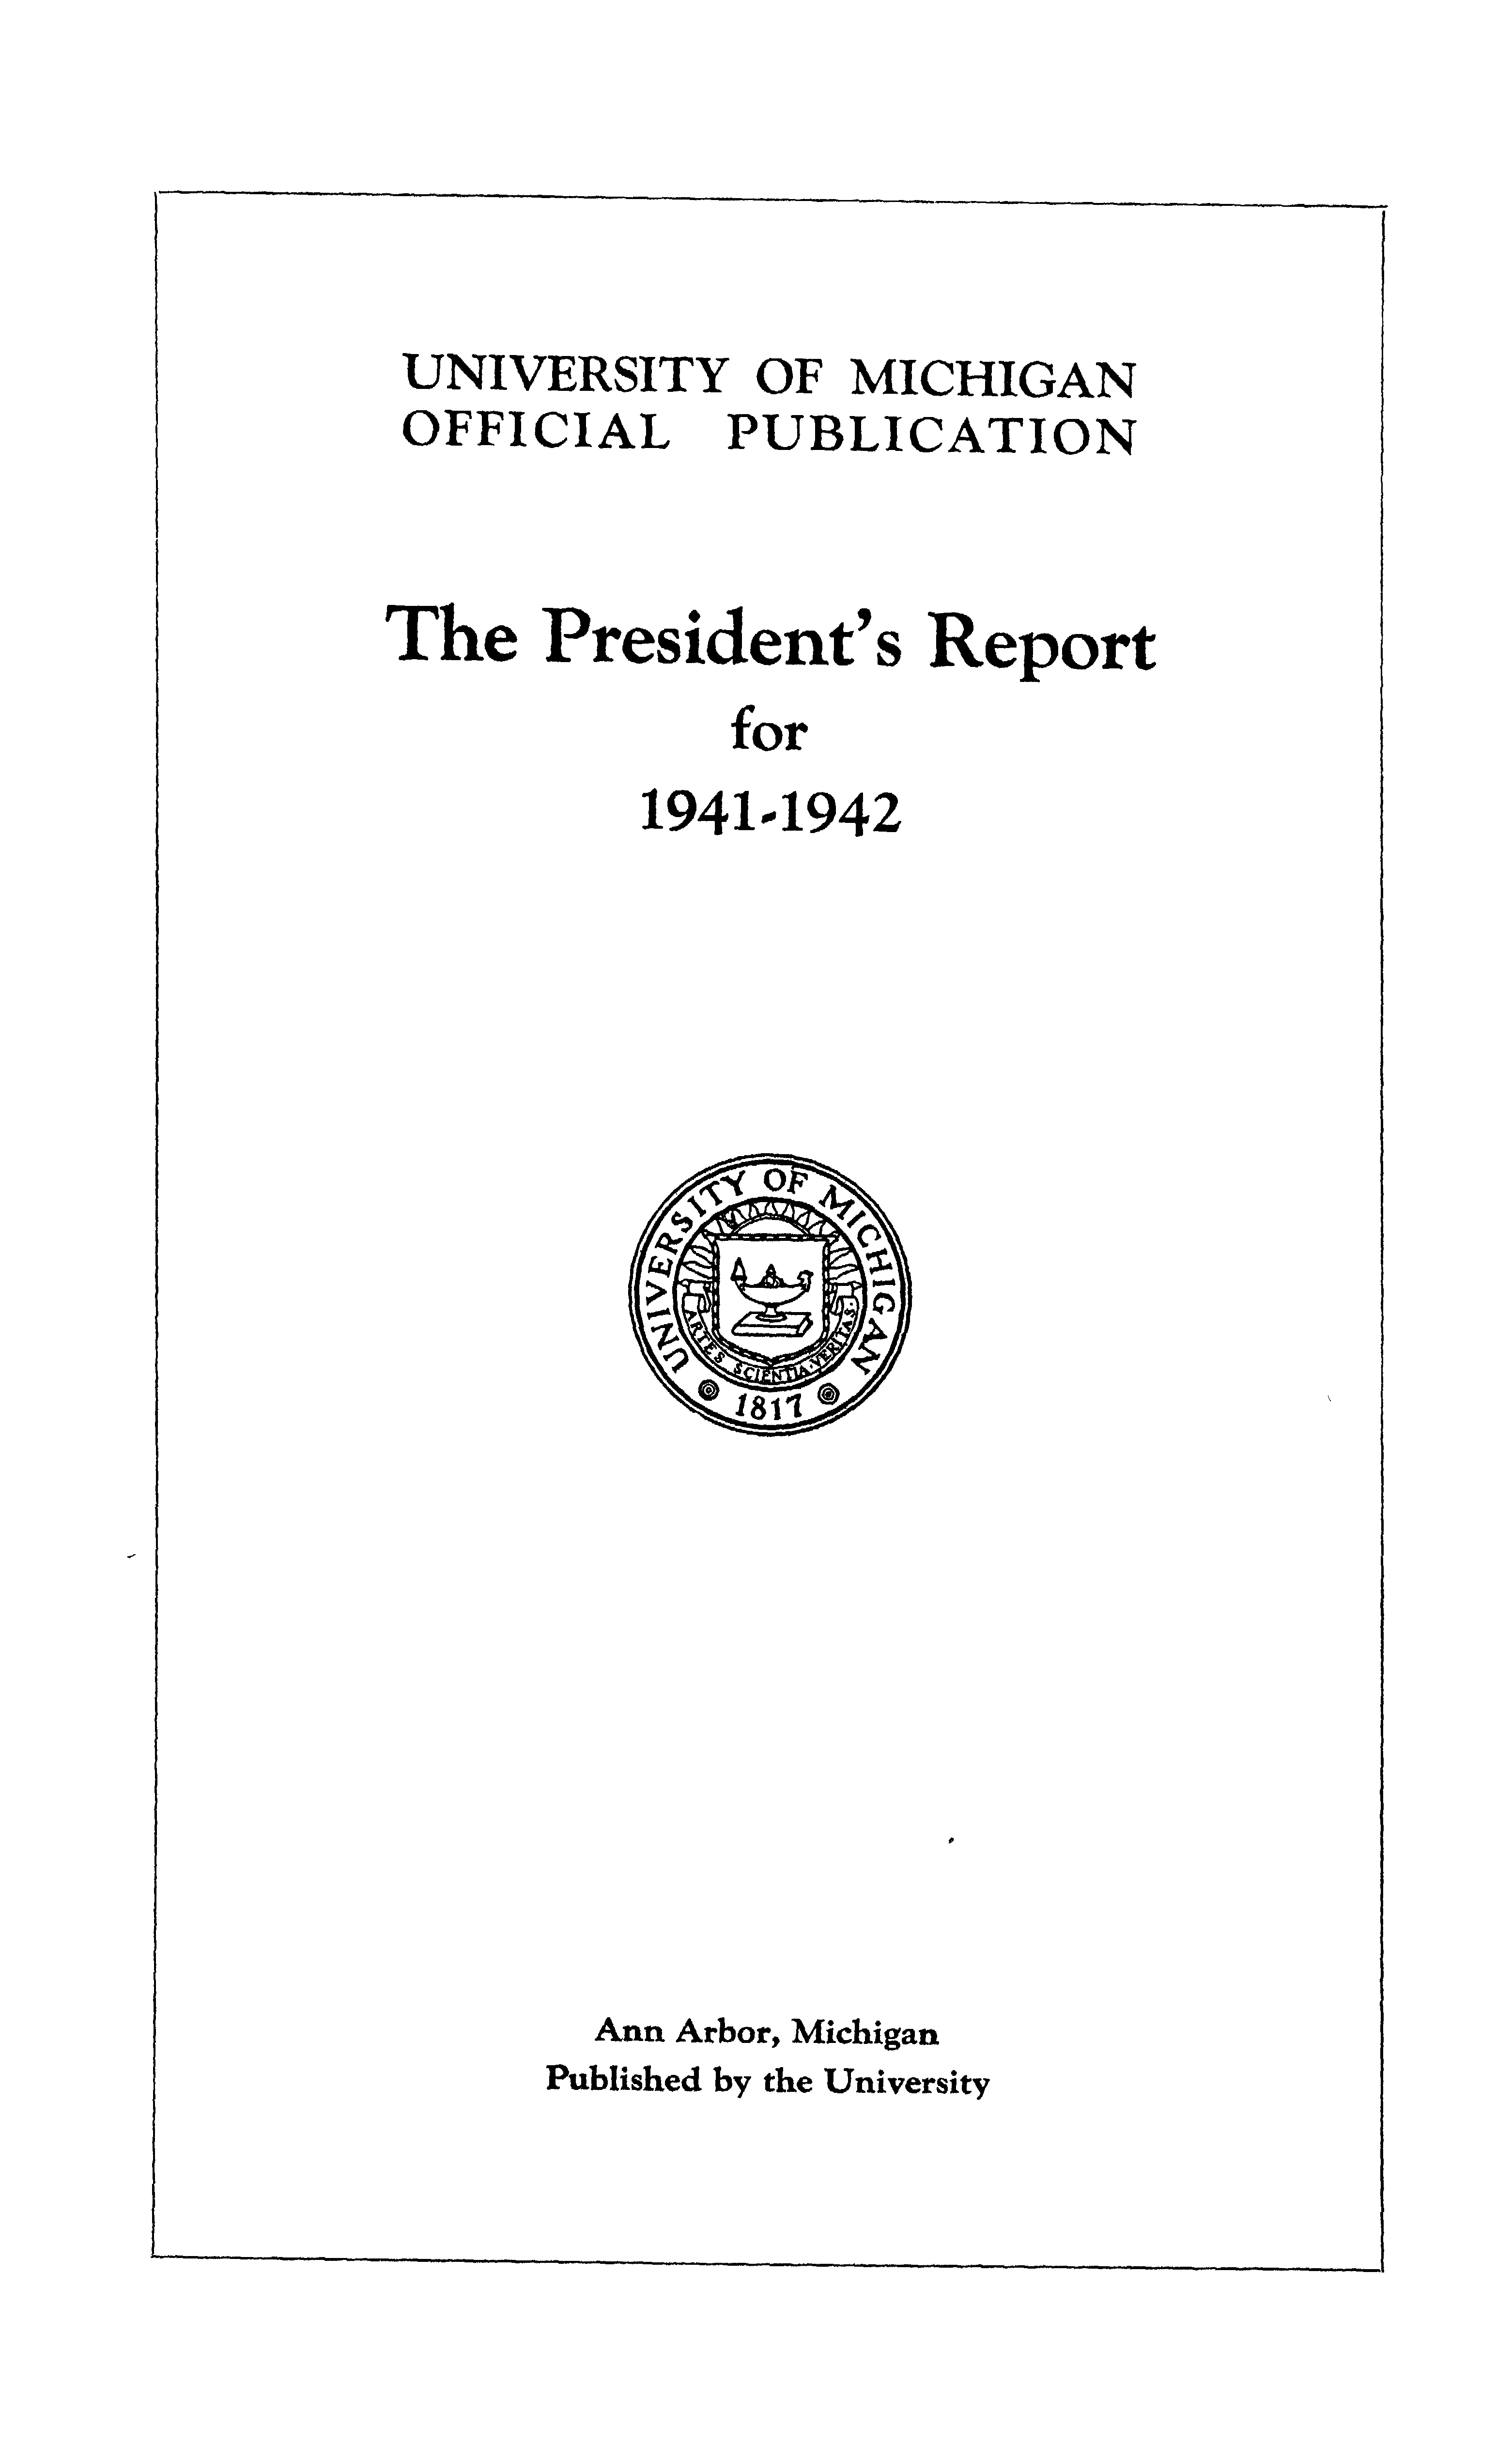 UNIVERSITY OF MICHIGAN
OFFICIAL PUBLICATION
The President's Report
for
1941-1942
UNIVERSITY OF MICHIGAN
ARTES SCIENTIA VERITAS
1817
Ann Arbor, Michigan
Published by the University